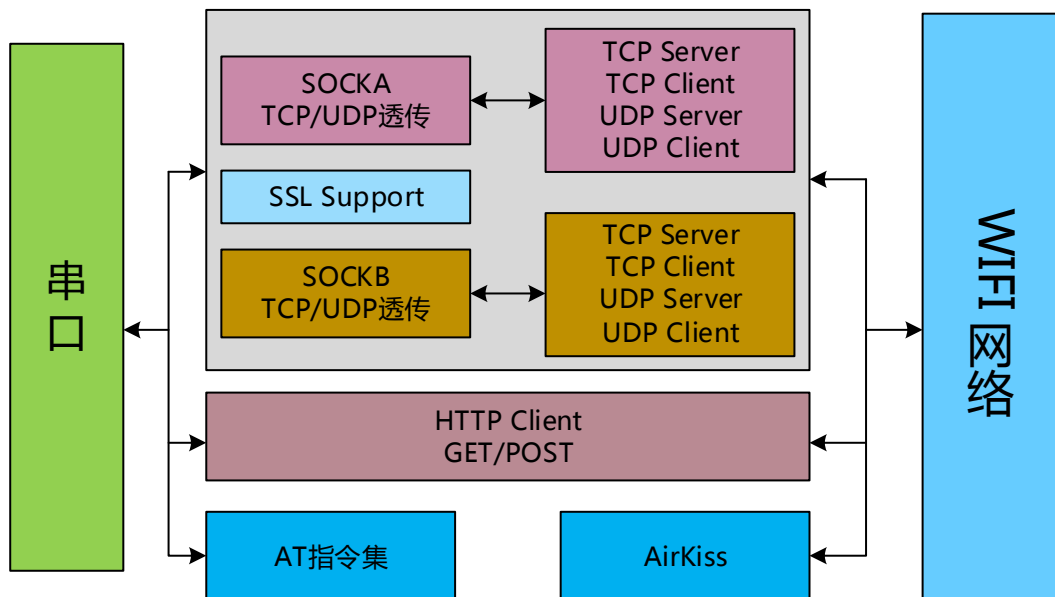 串
口
SOCKA
TCP/UDP透传
TCP Server
TCP Client
UDP Server
UDP Client
SSL Support
SOCKB
TCP/UDP透传
TCP Server
TCP Client
UDP Server
UDP Client
HTTP Client
GET/POST
AT指令集
AirKiss
WIFI 网络